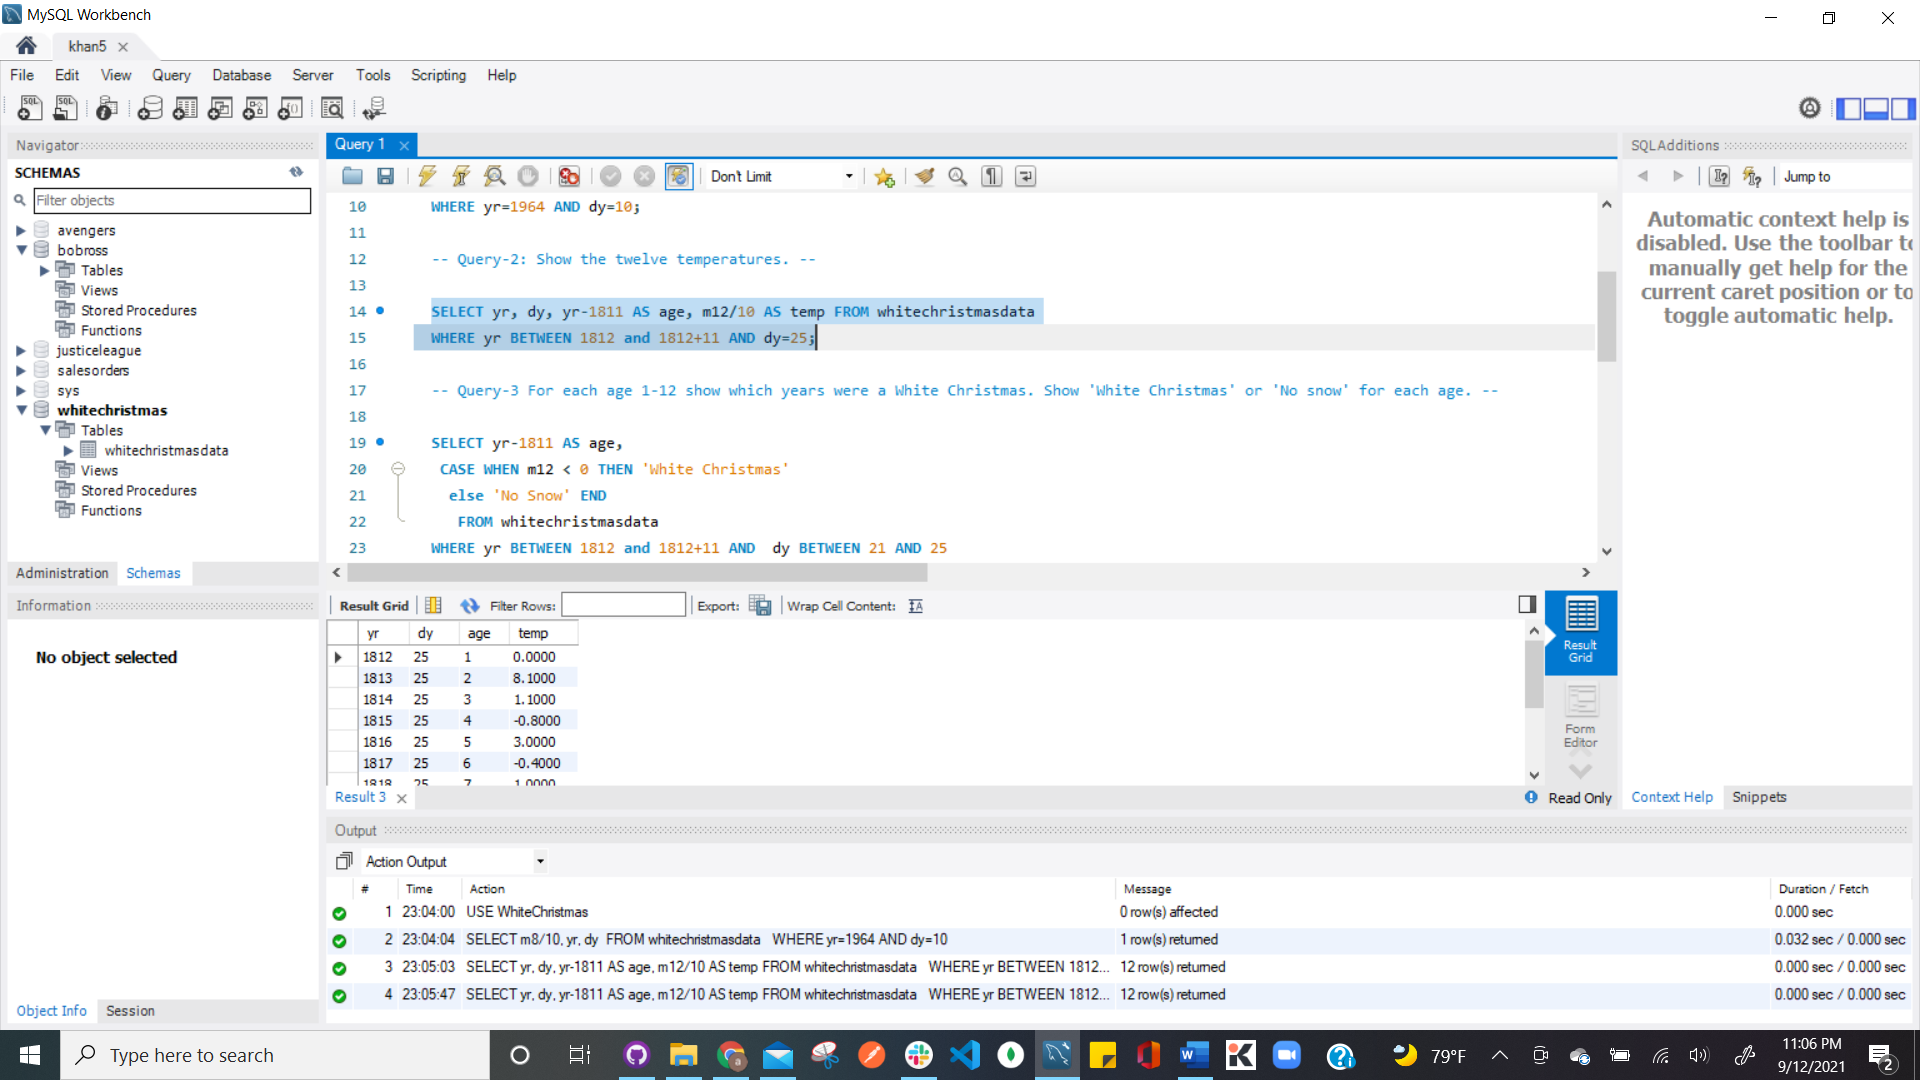 MySQL Workbench
khan5
File Edit View Query Database Server Tools Scripting Help
Navigator
SCHEMAS
Filter objects
avengers
bobross
Tables
Views
Stored Procedures
Functions
justiceleague
salesorders
sys
whitechristmas
Tables
whitechristmasdata
Views
Stored Procedures
Functions
Administration Schemas
Information
No object selected
Object Info Session
Query 1
Don't Limit
10 WHERE yr=1964 AND dy=10;
11
12 -- Query-2: Show the twelve temperatures. --
13
14 SELECT yr, dy, yr-1811 AS age, m12/10 AS temp FROM whitechristmasdata
15 WHERE yr BETWEEN 1812 and 1812+11 AND dy=25;
16
17 -- Query-3 For each age 1-12 show which years were a White Christmas. Show 'White Christmas' or 'No snow' for each age. --
18
19 SELECT yr-1811 AS age,
20 CASE WHEN m12 < 0 THEN 'White Christmas'
21 else 'No Snow' END
22 FROM whitechristmasdata
23 WHERE yr BETWEEN 1812 and 1812+11 AND dy BETWEEN 21 AND 25
Result Grid Filter Rows: Export: Wrap Cell Content:
yr dy age temp
1812 25 1 0.0000
1813 25 2 8.1000
1814 25 3 1.1000
1815 25 4 -0.8000
1816 25 5 3.0000
1817 25 6 -0.4000
1818 25 7 1.0000
Result Grid
Form Editor
Result 3
Read Only
SQLAdditions
Jump to
Automatic context help is
disabled. Use the toolbar to
manually get help for the
current caret position or to
toggle automatic help.
Context Help Snippets
Output
Action Output
# Time Action Message Duration / Fetch
1 23:04:00 USE WhiteChristmas 0 row(s) affected 0.000 sec
2 23:04:04 SELECT m8/10, yr, dy FROM whitechristmasdata WHERE yr=1964 AND dy=10 1 row(s) returned 0.032 sec / 0.000 sec
3 23:05:03 SELECT yr, dy, yr-1811 AS age, m12/10 AS temp FROM whitechristmasdata WHERE yr BETWEEN 1812... 12 row(s) returned 0.000 sec / 0.000 sec
4 23:05:47 SELECT yr, dy, yr-1811 AS age, m12/10 AS temp FROM whitechristmasdata WHERE yr BETWEEN 1812... 12 row(s) returned 0.000 sec / 0.000 sec
Type here to search
79°F
11:06 PM
9/12/2021
2